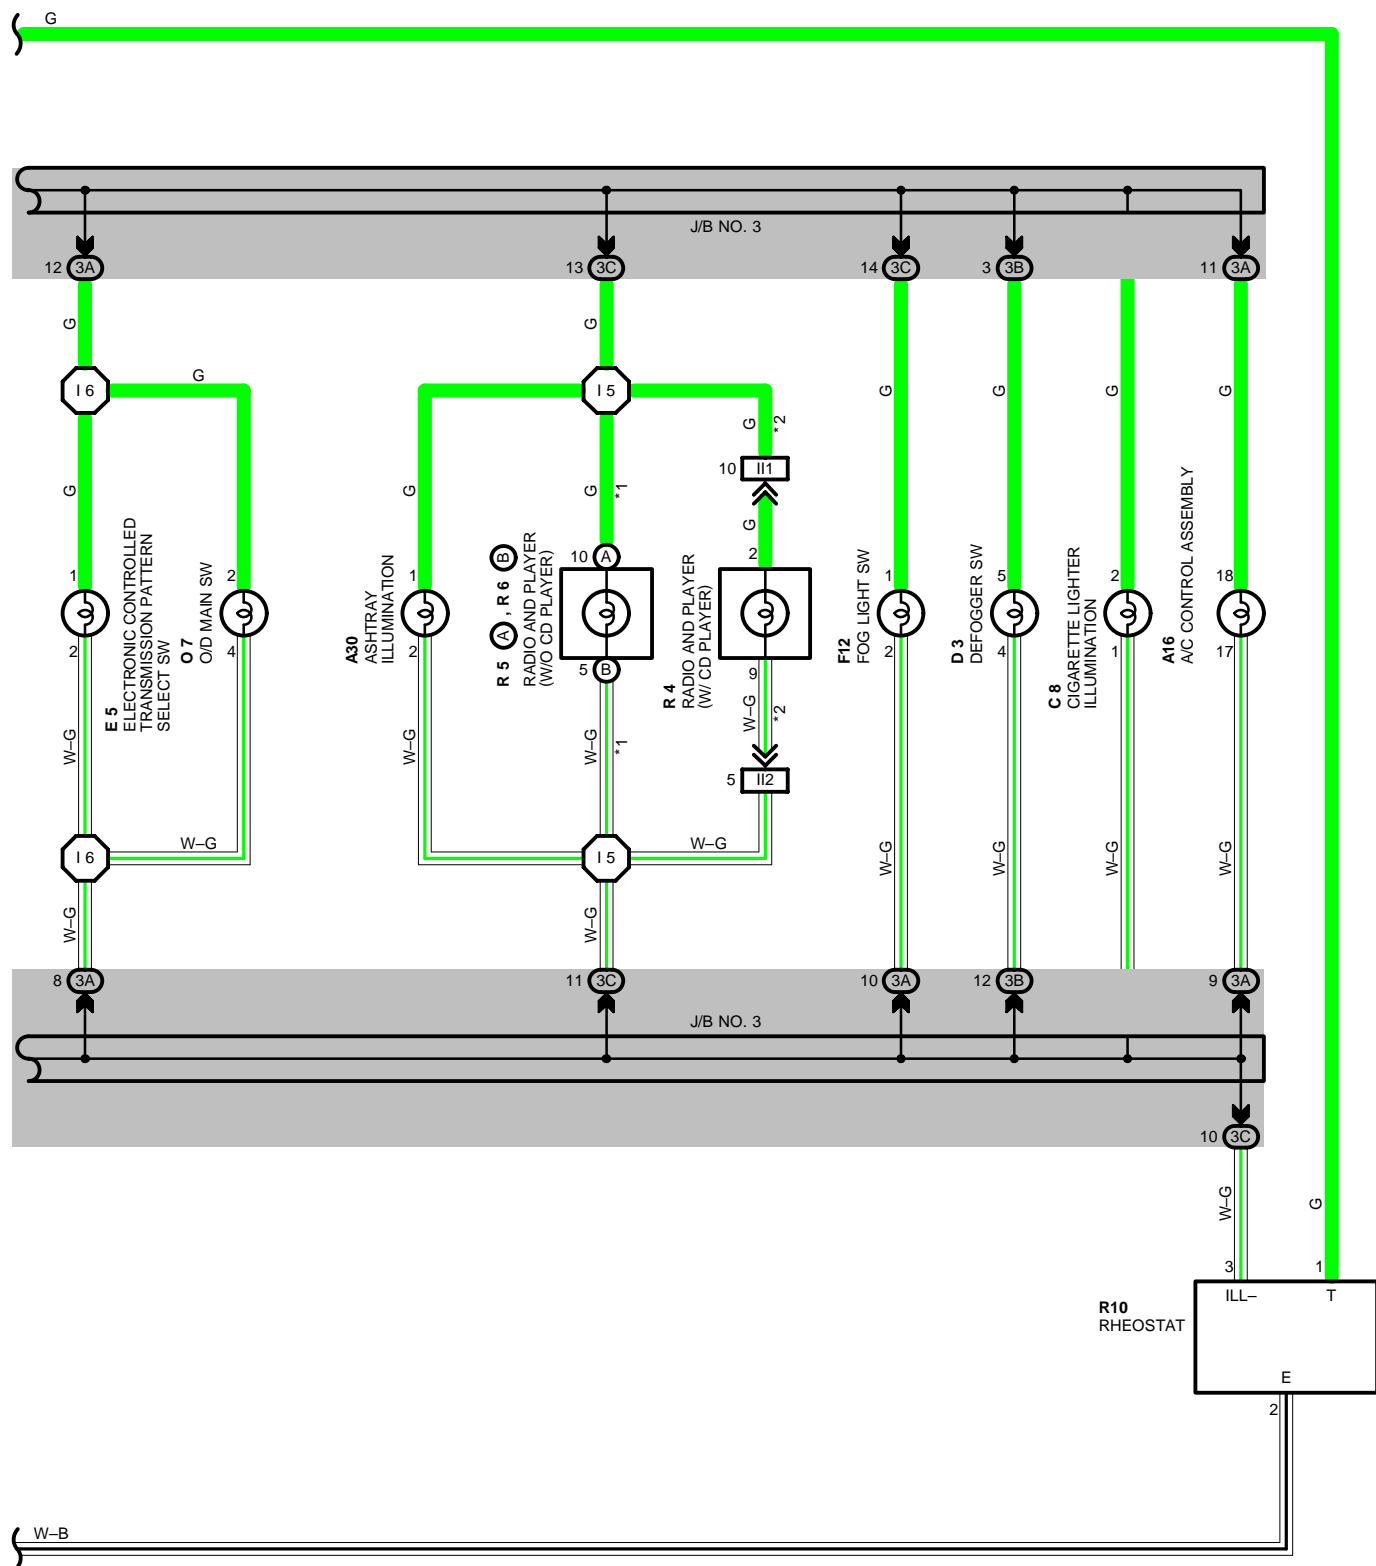 G
J/B NO. 3
12 3A
13 3C
14 3C
3 3B
11 3A
G
G
I 6
G
I 5
G
G
G
G
G
* 2
10 II1
G
G
G
* 1
G
1
2
1
10 A
2
1
5
2
18
E 5
ELECTRONIC CONTROLLED
TRANSMISSION PATTERN
SELECT SW
O 7
O/D MAIN SW
A30
ASHTRAY
ILLUMINATION
R 5 A , R 6 B
RADIO AND PLAYER
(W/O CD PLAYER)
R 4
RADIO AND PLAYER
(W/ CD PLAYER)
F12
FOG LIGHT SW
D 3
DEFOGGER SW
C 8
CIGARETTE LIGHTER
ILLUMINATION
A16
A/C CONTROL ASSEMBLY
2
4
2
5 B
9
2
4
1
17
W–G
W–G
W–G
* 1
W–G
* 2
5 II2
I 6
W–G
I 5
W–G
W–G
W–G
W–G
W–G
W–G
W–G
8 3A
11 3C
10 3A
12 3B
9 3A
J/B NO. 3
10 3C
W–G
G
3
1
ILL–
T
R10
RHEOSTAT
E
2
W–B